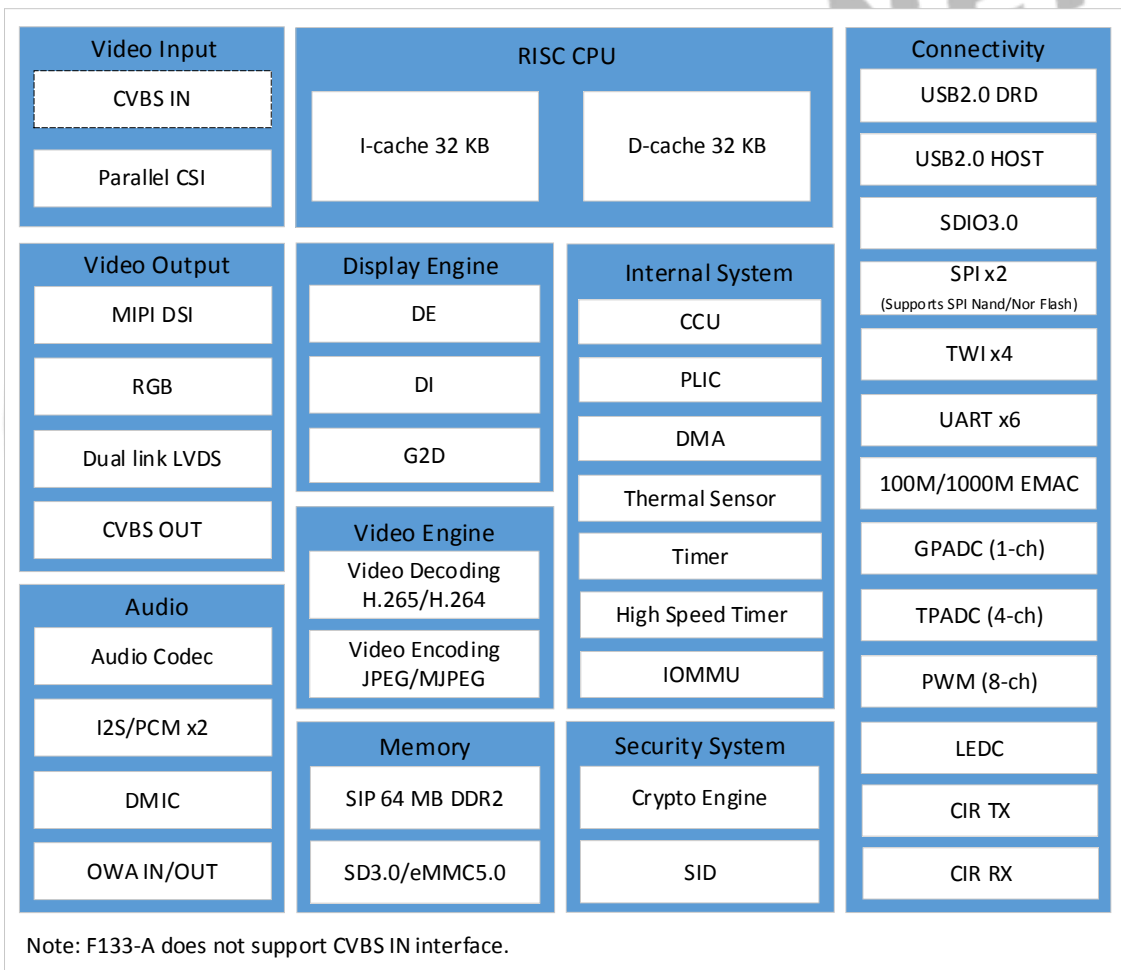 Video Input
CVBS IN
Parallel CSI
RISC CPU
I-cache 32 KB
D-cache 32 KB
Connectivity
USB2.0 DRD
USB2.0 HOST
SDIO3.0
SPI x2
(Supports SPI Nand/Nor Flash)
TWI x4
UART x6
100M/1000M EMAC
GPADC (1-ch)
TPADC (4-ch)
PWM (8-ch)
LEDC
CIR TX
CIR RX
Video Output
MIPI DSI
RGB
Dual link LVDS
CVBS OUT
Display Engine
DE
DI
G2D
Internal System
CCU
PLIC
DMA
Thermal Sensor
Timer
High Speed Timer
IOMMU
Video Engine
Video Decoding
H.265/H.264
Video Encoding
JPEG/MJPEG
Audio
Audio Codec
I2S/PCM x2
DMIC
OWA IN/OUT
Memory
SIP 64 MB DDR2
SD3.0/eMMC5.0
Security System
Crypto Engine
SID
Note: F133-A does not support CVBS IN interface.